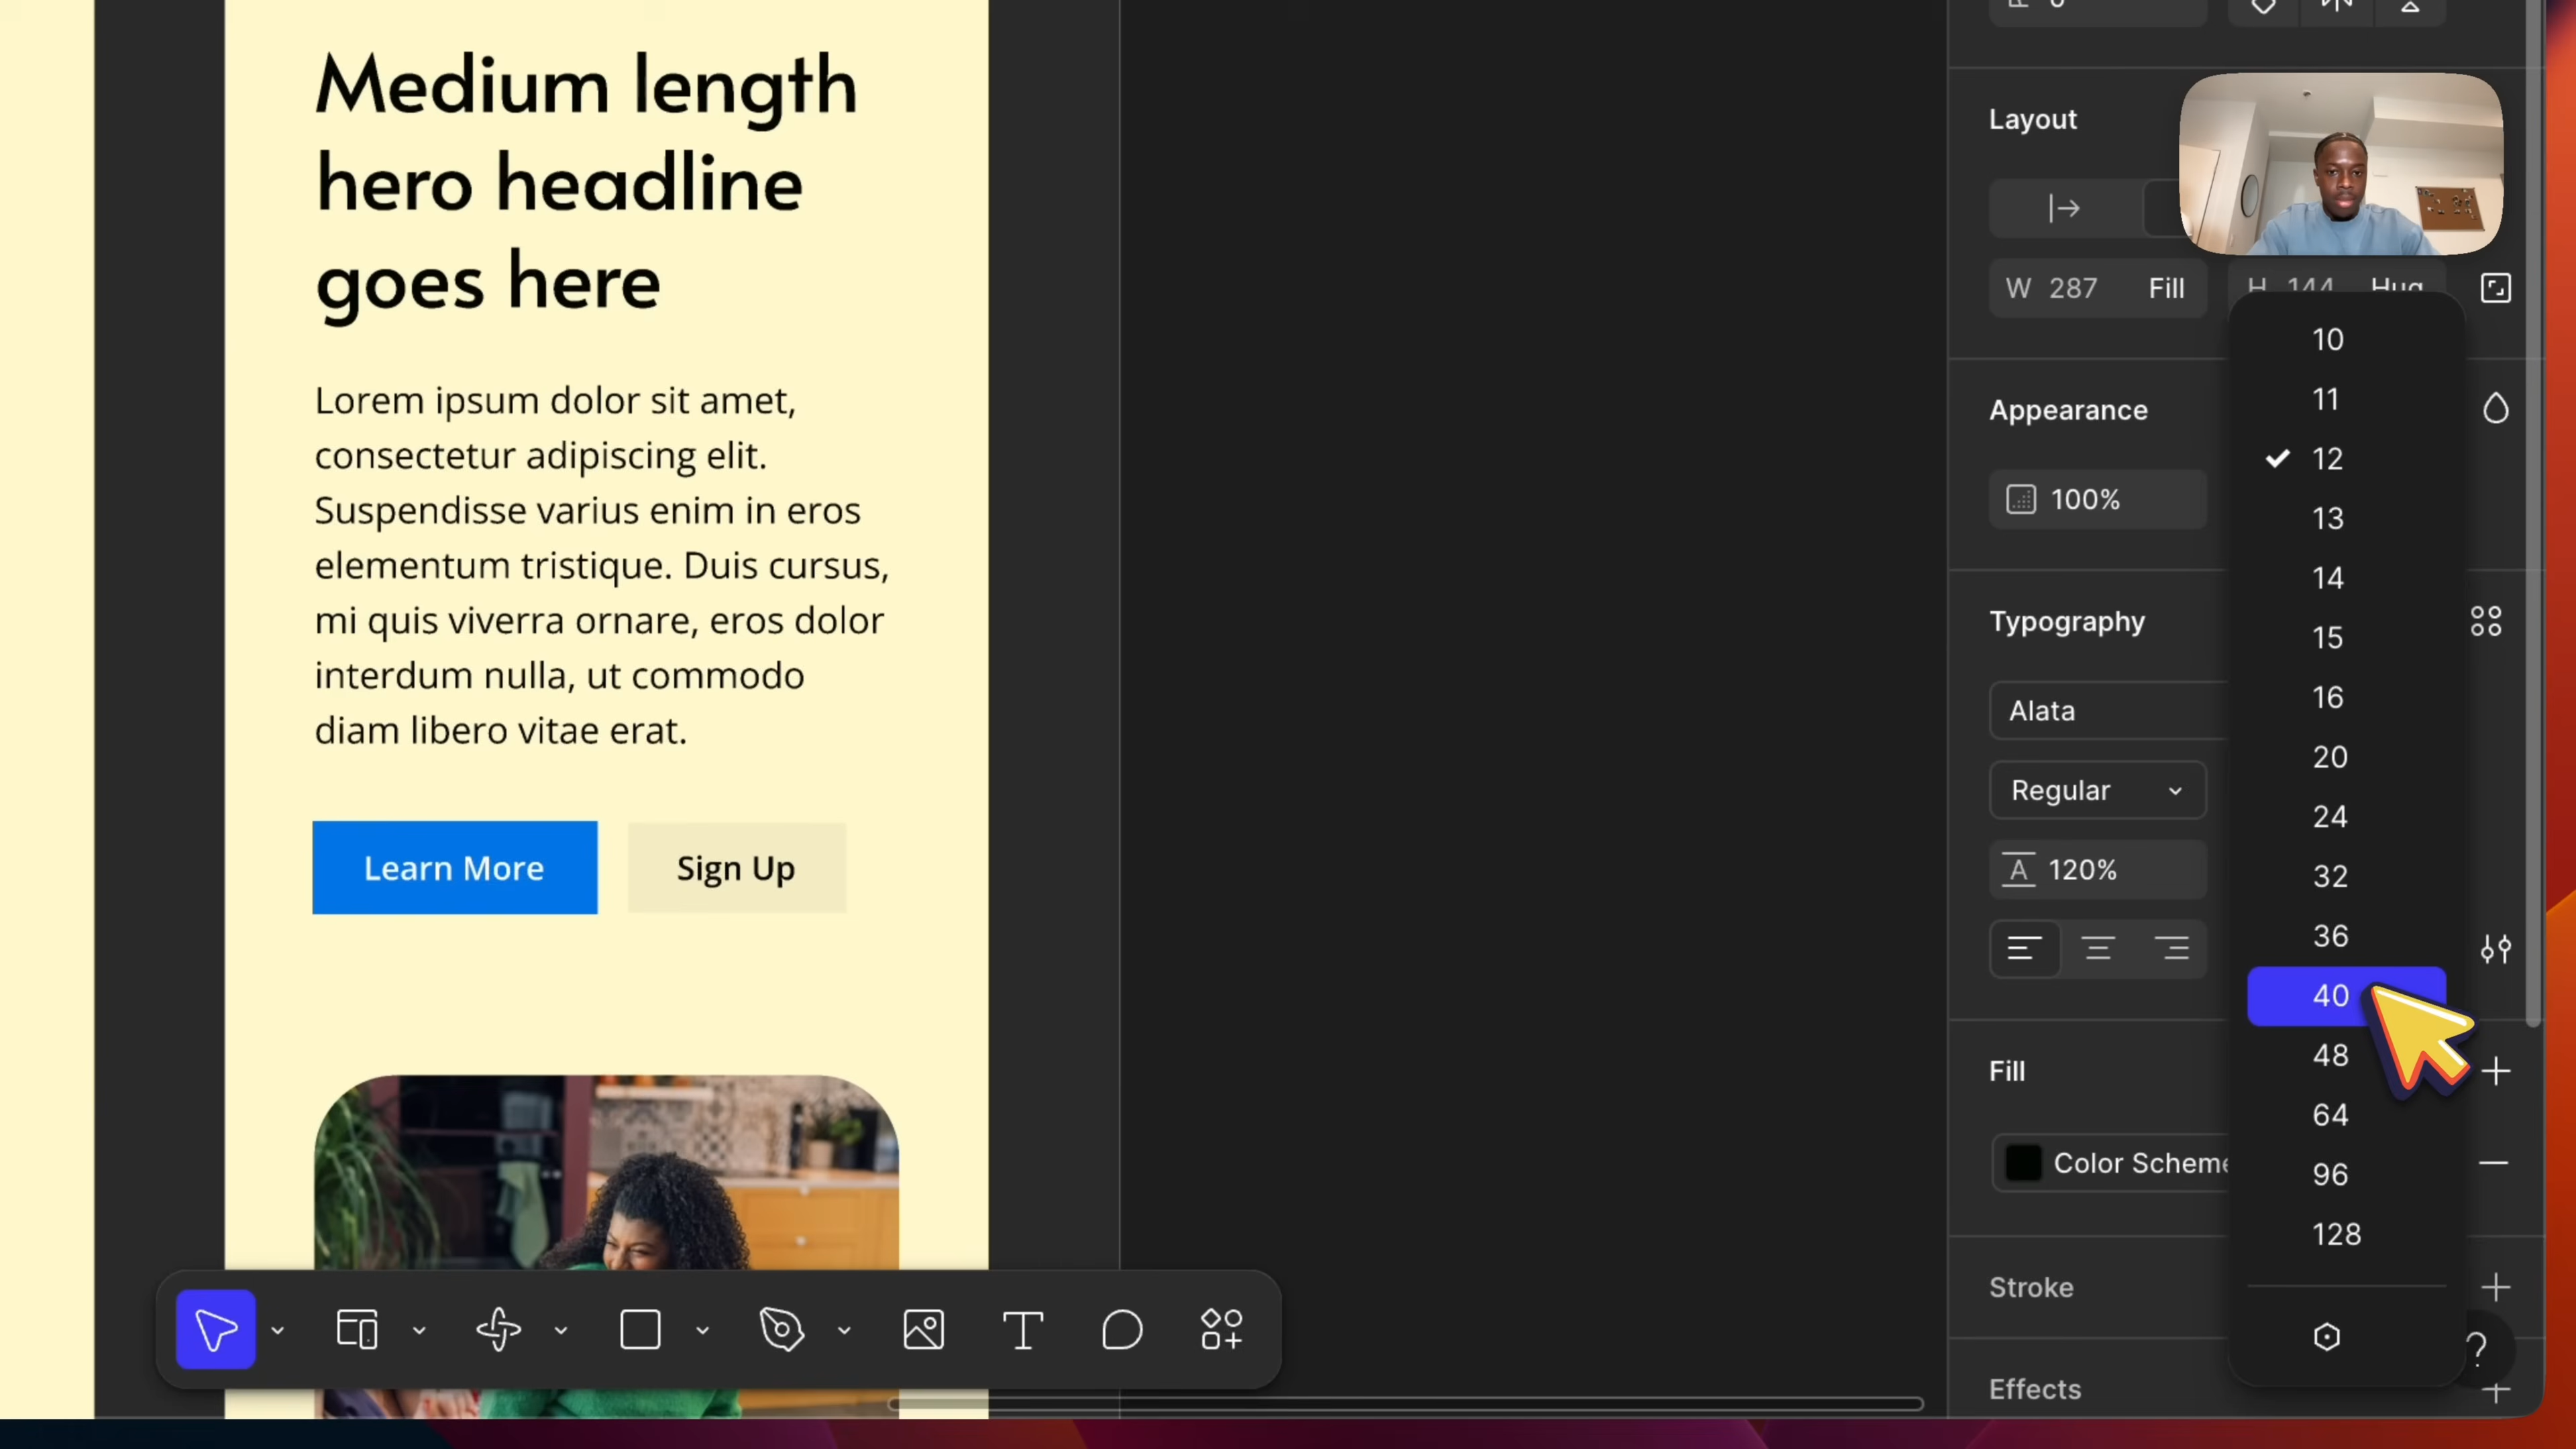 Medium length
hero headline
goes here
Lorem ipsum dolor sit amet,
consectetur adipiscing elit.
Suspendisse varius enim in eros
elementum tristique. Duis cursus,
mi quis viverra ornare, eros dolor
interdum nulla, ut commodo
diam libero vitae erat.
Learn More
Sign Up
Layout
W 287 Fill
H 144 Hug
Appearance
100%
Typography
Alata
Regular
120%
Fill
Color Scheme
Stroke
Effects
10
11
12
13
14
15
16
20
24
32
36
40
48
64
96
128
?